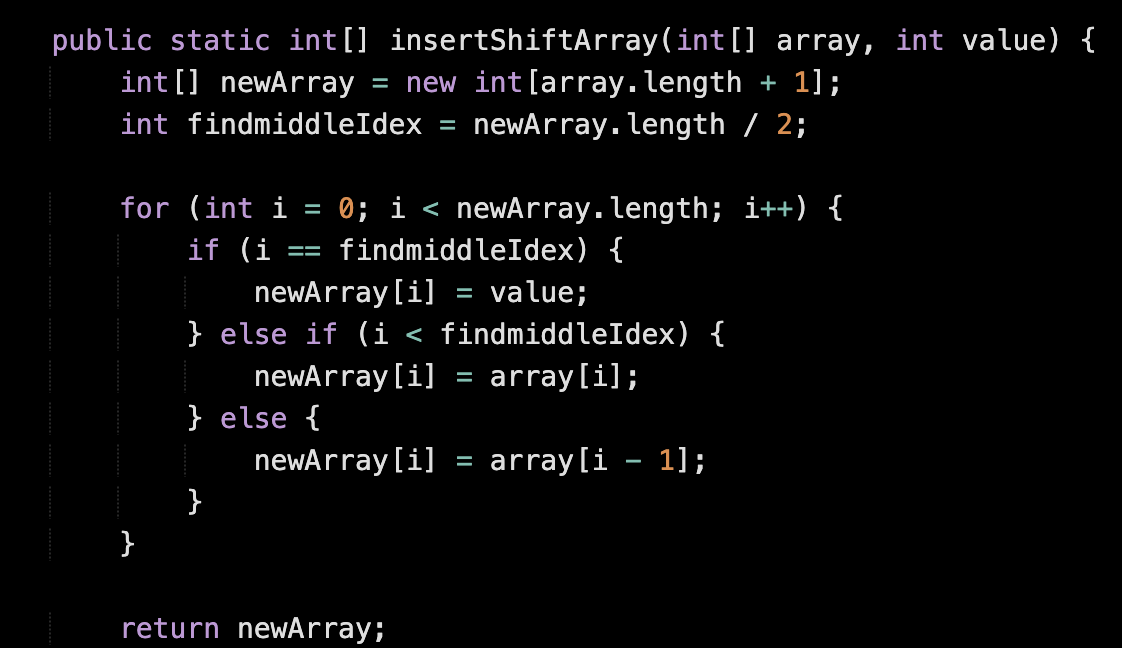 public static int[] insertShiftArray(int[] array, int value) {
    int[] newArray = new int[array.length + 1];
    int findmiddleIdex = newArray.length / 2;

    for (int i = 0; i < newArray.length; i++) {
        if (i == findmiddleIdex) {
            newArray[i] = value;
        } else if (i < findmiddleIdex) {
            newArray[i] = array[i];
        } else {
            newArray[i] = array[i - 1];
        }
    }

    return newArray;